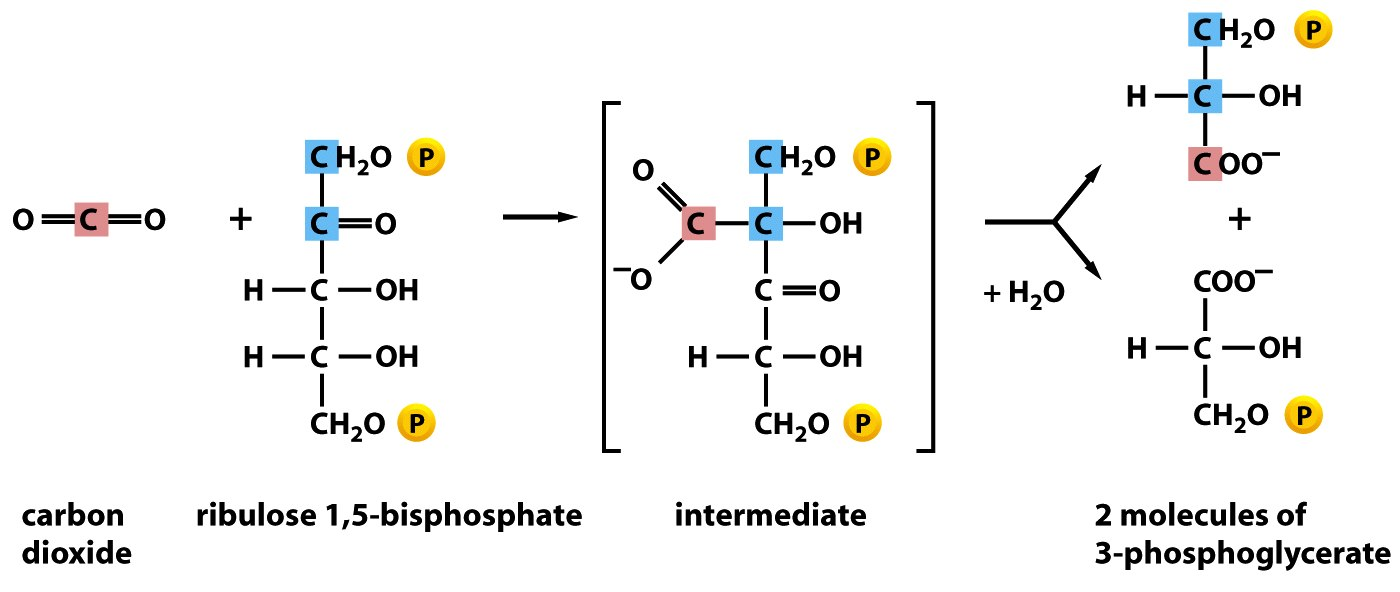 O=C=O
+
CH₂O P
C=O
H—C—OH
H—C—OH
CH₂O P
O
C—C—OH
⁻O
CH₂O P
C=O
H—C—OH
CH₂O P
+ H₂O
CH₂O P
H—C—OH
COO⁻
+
COO⁻
H—C—OH
CH₂O P
carbon
dioxide
ribulose 1,5-bisphosphate
intermediate
2 molecules of
3-phosphoglycerate